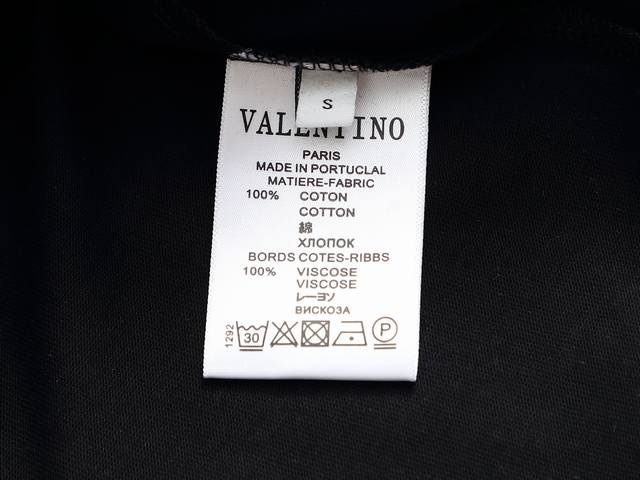 S
VALENTINO
PARIS
MADE IN PORTUCLAL
MATIERE-FABRIC
100% COTON
COTTON
綿
ХЛОПОК
BORDS COTES-RIBBS
100% VISCOSE
VISCOSE
レーヨン
ВИСКОЗА
1292
30
P